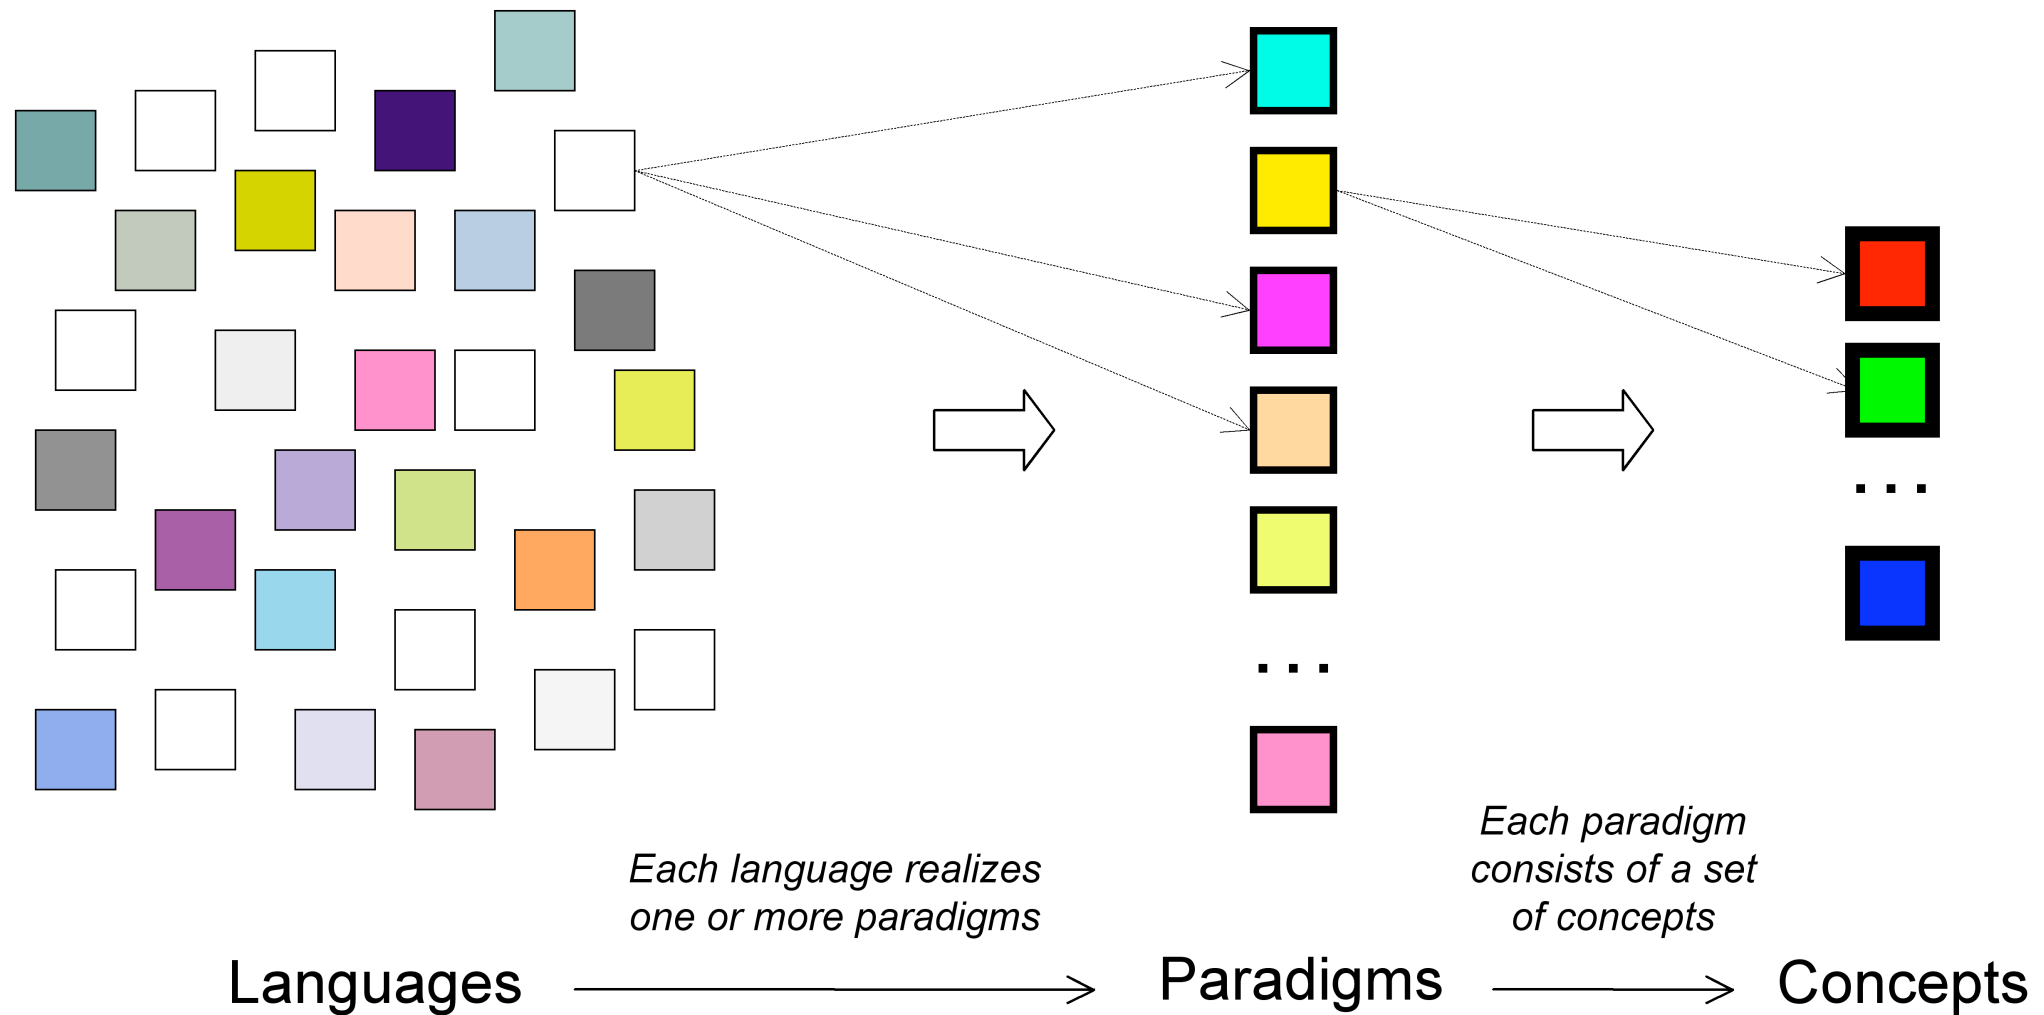 Each language realizes
one or more paradigms
Each paradigm
consists of a set
of concepts
. . .
. . .
Languages
Paradigms
Concepts